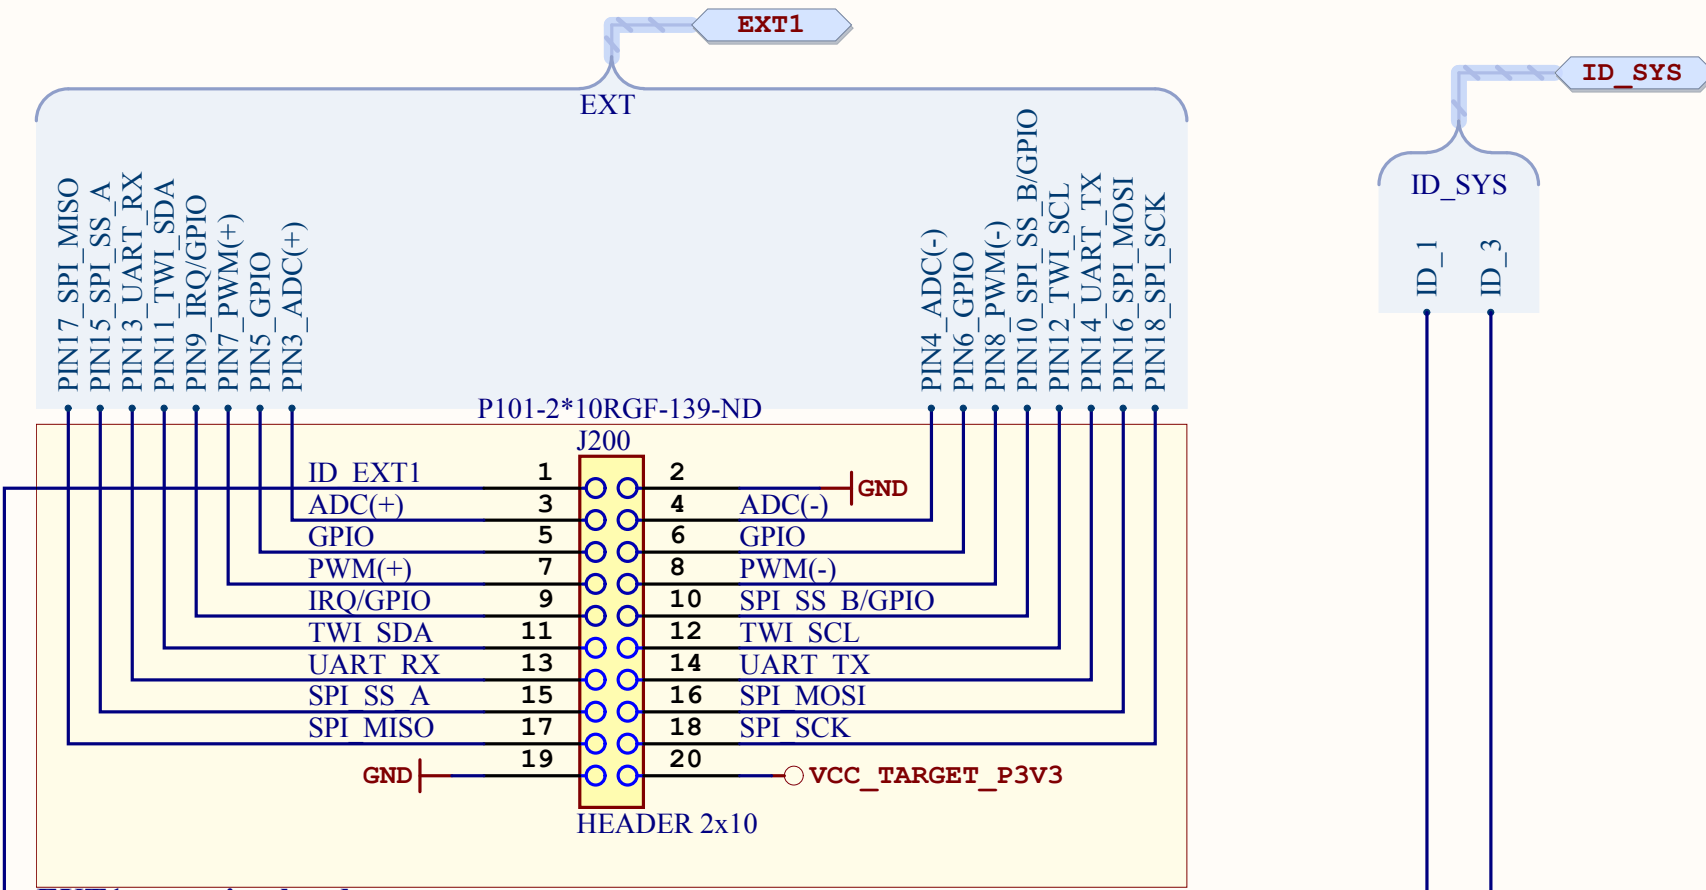 EXT1
ID_SYS
EXT
ID_SYS
PIN17_SPI_MISO
PIN15_SPI_SS_A
PIN13_UART_RX
PIN11_TWI_SDA
PIN9_IRQ/GPIO
PIN7_PWM(+)
PIN5_GPIO
PIN3_ADC(+)
PIN4_ADC(-)
PIN6_GPIO
PIN8_PWM(-)
PIN10_SPI_SS_B/GPIO
PIN12_TWI_SCL
PIN14_UART_TX
PIN16_SPI_MOSI
PIN18_SPI_SCK
ID_1
ID_3
P101-2*10RGF-139-ND
J200
ID_EXT1 1 2 GND
ADC(+) 3 4 ADC(-)
GPIO 5 6 GPIO
PWM(+) 7 8 PWM(-)
IRQ/GPIO 9 10 SPI_SS_B/GPIO
TWI_SDA 11 12 TWI_SCL
UART_RX 13 14 UART_TX
SPI_SS_A 15 16 SPI_MOSI
SPI_MISO 17 18 SPI_SCK
GND 19 20 VCC_TARGET_P3V3
HEADER 2x10